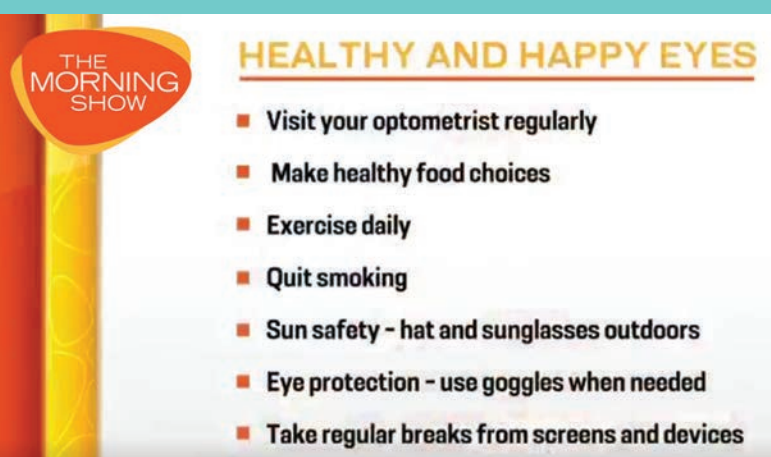 THE
MORNING
SHOW
HEALTHY AND HAPPY EYES
Visit your optometrist regularly
Make healthy food choices
Exercise daily
Quit smoking
Sun safety - hat and sunglasses outdoors
Eye protection - use goggles when needed
Take regular breaks from screens and devices